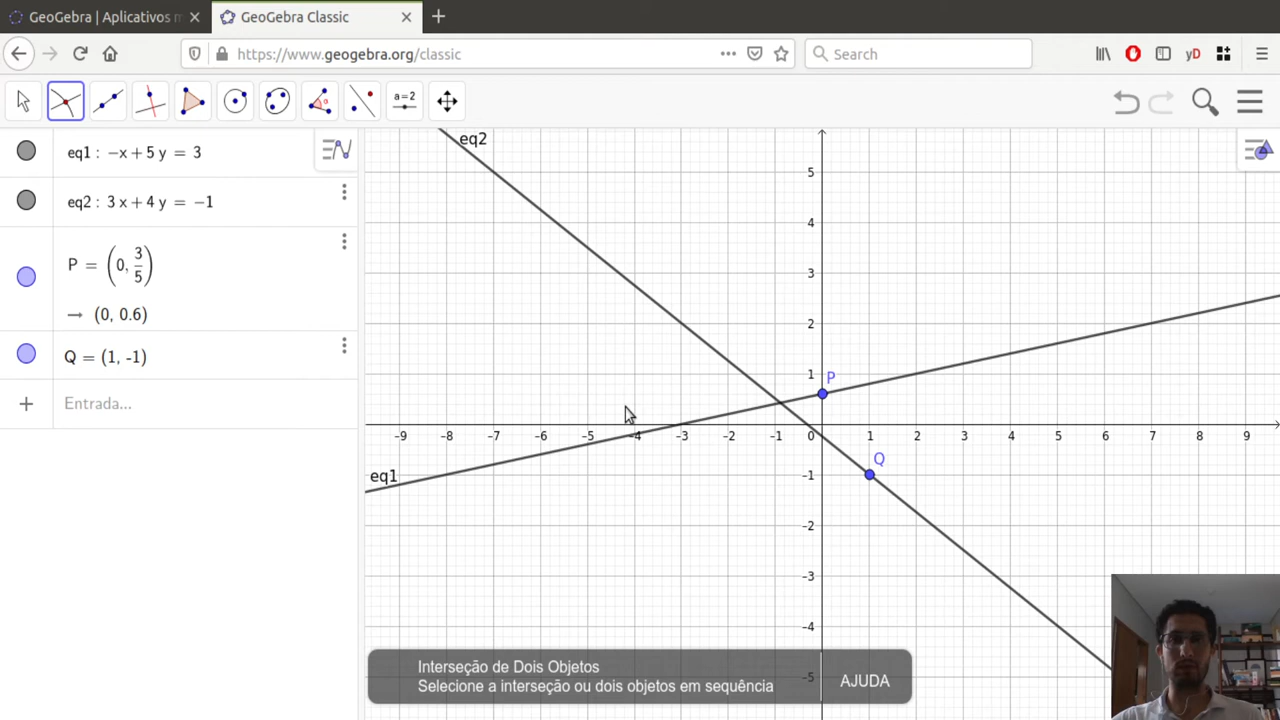 GeoGebra | Aplicativos m
GeoGebra Classic
https://www.geogebra.org/classic
Search
yD
a=2
eq1 : −x + 5 y = 3
eq2 : 3 x + 4 y = −1
P = (0, 3/5)
→ (0, 0.6)
Q = (1, -1)
Entrada...
eq2
eq1
P
Q
5
4
3
2
1
-1
-2
-3
-4
-5
-9 -8 -7 -6 -5 -4 -3 -2 -1 0 1 2 3 4 5 6 7 8 9
Interseção de Dois Objetos
Selecione a interseção ou dois objetos em sequência
AJUDA